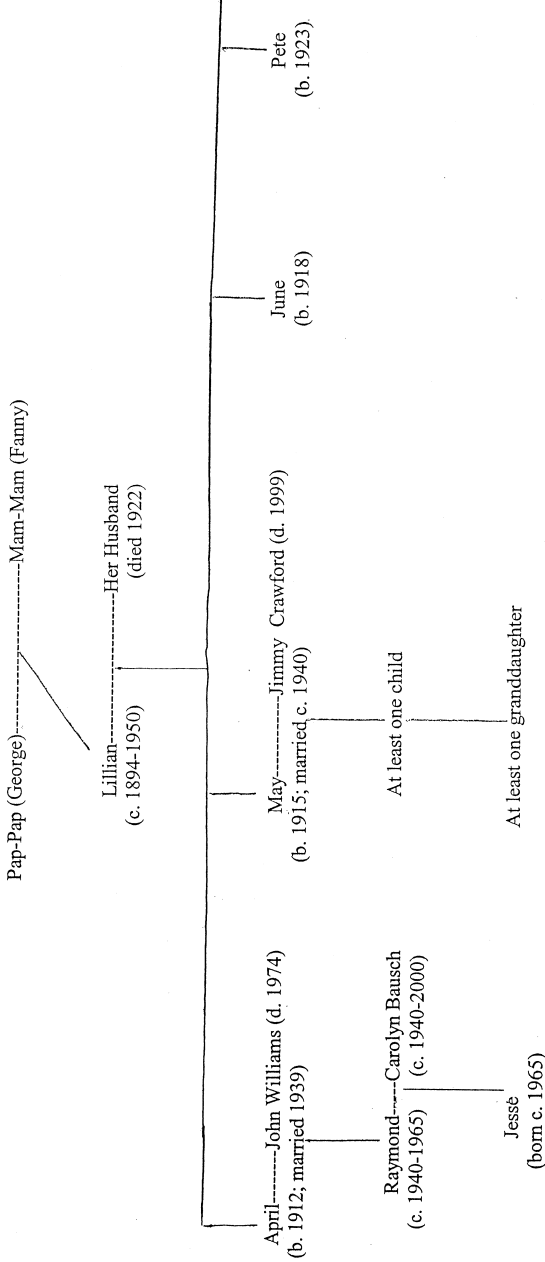 Pap-Pap (George)--------------------Mam-Mam (Fanny)
Lillian--------------------Her Husband
(c. 1894-1950)
(died 1922)
April--------John Williams (d. 1974)
(b. 1912; married 1939)
May------------Jimmy Crawford (d. 1999)
(b. 1915; married c. 1940)
June
(b. 1918)
Pete
(b. 1923)
Raymond-----Carolyn Bausch
(c. 1940-1965)
(c. 1940-2000)
At least one child
Jesse
(born c. 1965)
At least one granddaughter